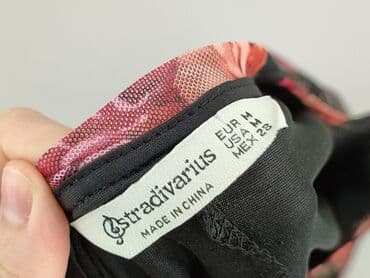 stradivarius
MADE IN CHINA
EUR M
USA M
MEX 28